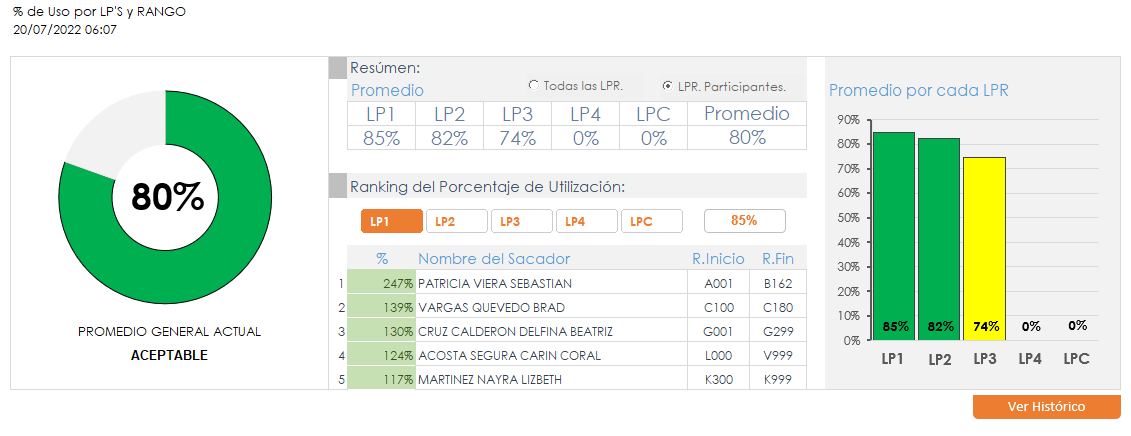 % de Uso por LP'S y RANGO
20/07/2022 06:07
80%
PROMEDIO GENERAL ACTUAL
ACEPTABLE
Resúmen:
Promedio
Todas las LPR.
LPR. Participantes.
LP1 LP2 LP3 LP4 LPC Promedio
85% 82% 74% 0% 0% 80%
Ranking del Porcentaje de Utilización:
LP1 LP2 LP3 LP4 LPC 85%
% Nombre del Sacador R.Inicio R.Fin
1 247% PATRICIA VIERA SEBASTIAN A001 B162
2 139% VARGAS QUEVEDO BRAD C100 C180
3 130% CRUZ CALDERON DELFINA BEATRIZ G001 G299
4 124% ACOSTA SEGURA CARIN CORAL L000 V999
5 117% MARTINEZ NAYRA LIZBETH K300 K999
Promedio por cada LPR
90%
80%
70%
60%
50%
40%
30%
20%
10%
0%
85% 82% 74% 0% 0%
LP1 LP2 LP3 LP4 LPC
Ver Histórico